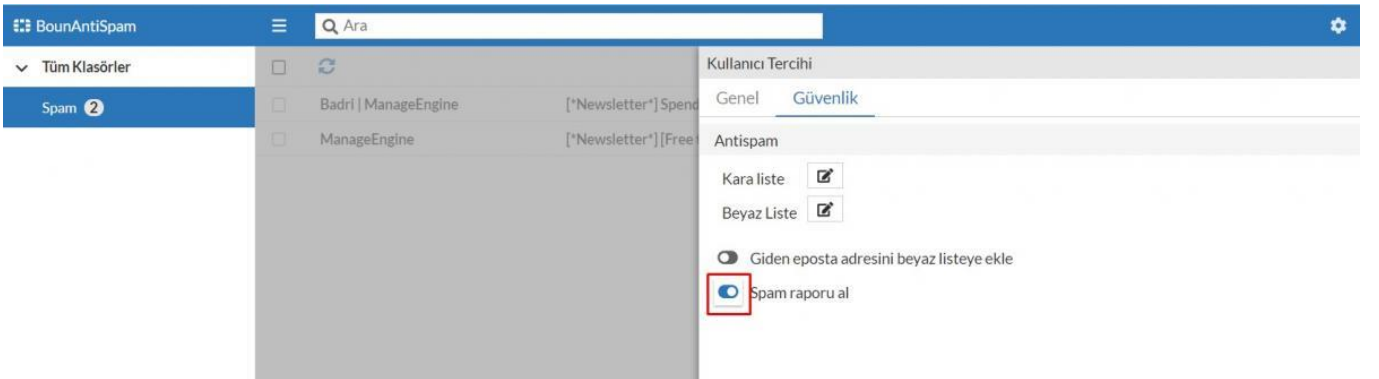 BounAntiSpam
Ara
Tüm Klasörler
Spam 2
Badri | ManageEngine [*Newsletter*] Spend
ManageEngine [*Newsletter*] [Free
Kullanıcı Tercihi
Genel Güvenlik
Antispam
Kara liste
Beyaz Liste
Giden eposta adresini beyaz listeye ekle
Spam raporu al